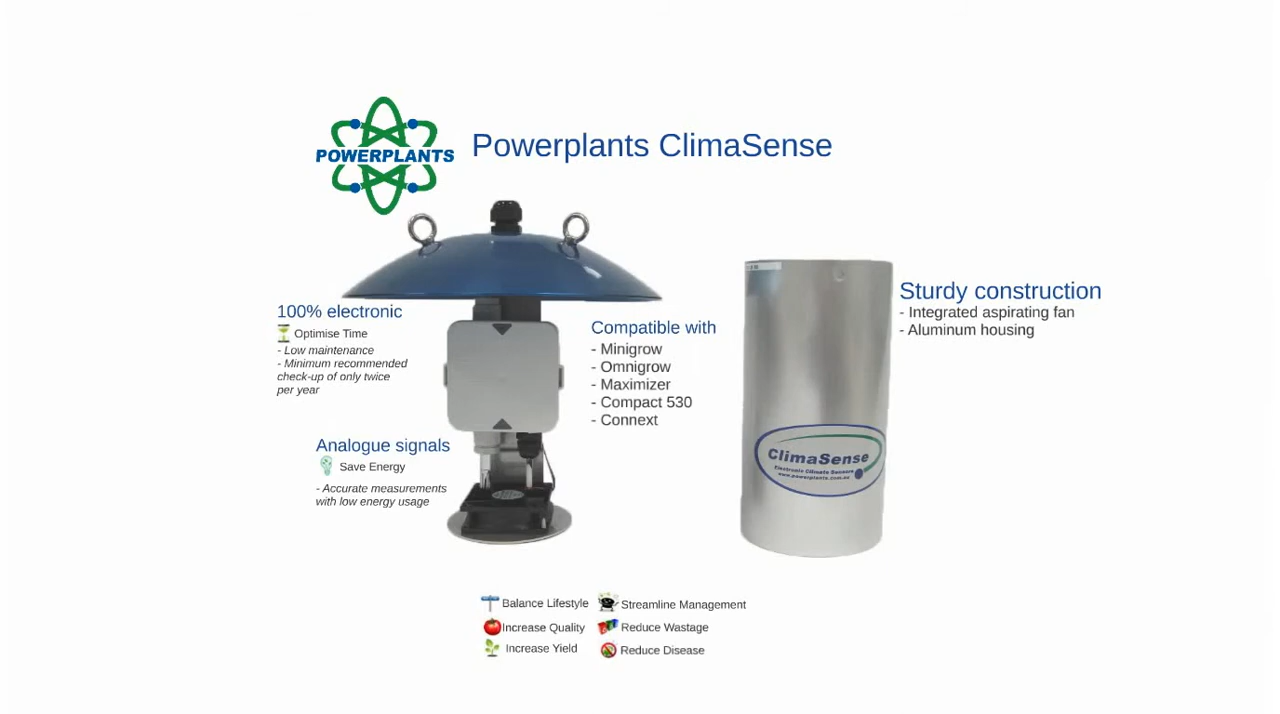 POWERPLANTS
Powerplants ClimaSense
100% electronic
Optimise Time
- Low maintenance
- Minimum recommended
check-up of only twice
per year
Analogue signals
Save Energy
- Accurate measurements
with low energy usage
Compatible with
- Minigrow
- Omnigrow
- Maximizer
- Compact 530
- Connext
Sturdy construction
- Integrated aspirating fan
- Aluminum housing
ClimaSense
Electronic Climate Sensors
www.powerplants.com.au
Balance Lifestyle
Streamline Management
Increase Quality
Reduce Wastage
Increase Yield
Reduce Disease